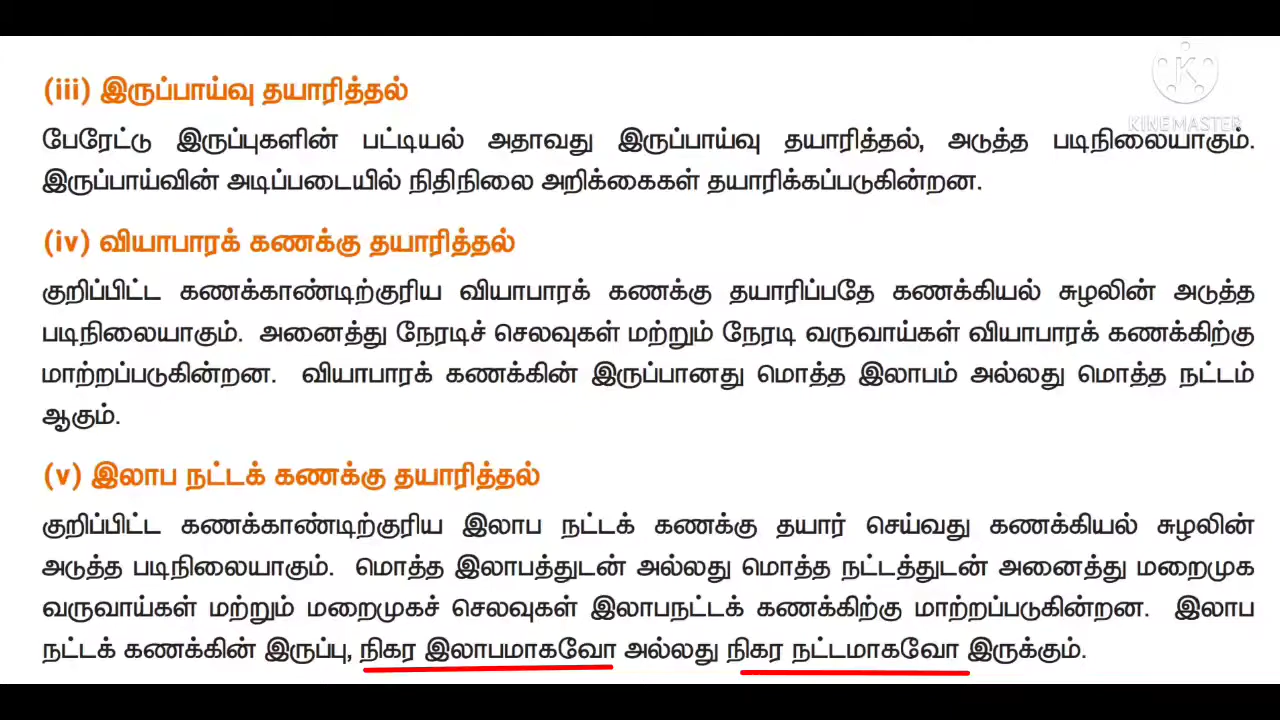 KINEMASTER
(iii) இருப்பாய்வு தயாரித்தல்
பேரேட்டு இருப்புகளின் பட்டியல் அதாவது இருப்பாய்வு தயாரித்தல், அடுத்த படிநிலையாகும்.
இருப்பாய்வின் அடிப்படையில் நிதிநிலை அறிக்கைகள் தயாரிக்கப்படுகின்றன.
(iv) வியாபாரக் கணக்கு தயாரித்தல்
குறிப்பிட்ட கணக்காண்டிற்குரிய வியாபாரக் கணக்கு தயாரிப்பதே கணக்கியல் சுழலின் அடுத்த
படிநிலையாகும். அனைத்து நேரடிச் செலவுகள் மற்றும் நேரடி வருவாய்கள் வியாபாரக் கணக்கிற்கு
மாற்றப்படுகின்றன. வியாபாரக் கணக்கின் இருப்பானது மொத்த இலாபம் அல்லது மொத்த நட்டம்
ஆகும்.
(v) இலாப நட்டக் கணக்கு தயாரித்தல்
குறிப்பிட்ட கணக்காண்டிற்குரிய இலாப நட்டக் கணக்கு தயார் செய்வது கணக்கியல் சுழலின்
அடுத்த படிநிலையாகும். மொத்த இலாபத்துடன் அல்லது மொத்த நட்டத்துடன் அனைத்து மறைமுக
வருவாய்கள் மற்றும் மறைமுகச் செலவுகள் இலாபநட்டக் கணக்கிற்கு மாற்றப்படுகின்றன. இலாப
நட்டக் கணக்கின் இருப்பு, நிகர இலாபமாகவோ அல்லது நிகர நட்டமாகவோ இருக்கும்.